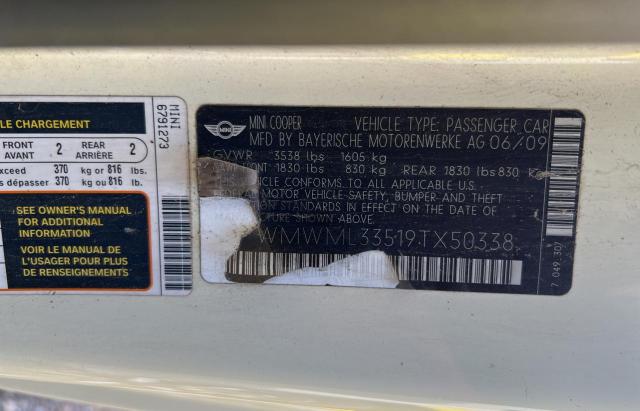 LE CHARGEMENT
FRONT AVANT 2 REAR ARRIÈRE 2
exceed 370 kg or 816 lbs.
s dépasser 370 kg ou 816 lb.
SEE OWNER'S MANUAL
FOR ADDITIONAL
INFORMATION
VOIR LE MANUEL DE
L'USAGER POUR PLUS
DE RENSEIGNEMENTS
MINI
6791273
MINI
MINI COOPER VEHICLE TYPE: PASSENGER CAR
MFD BY BAYERISCHE MOTORENWERKE AG 06/09
GVWR 3538 lbs 1605 kg
FRONT 1830 lbs 830 kg REAR 1830 lbs 830 kg
VEHICLE CONFORMS TO ALL APPLICABLE U.S.
MOTOR VEHICLE SAFETY, BUMPER, AND THEFT
STANDARDS IN EFFECT ON THE DATE OF
SHOWN ABOVE.
WMWML33519TX50338
7 049 307